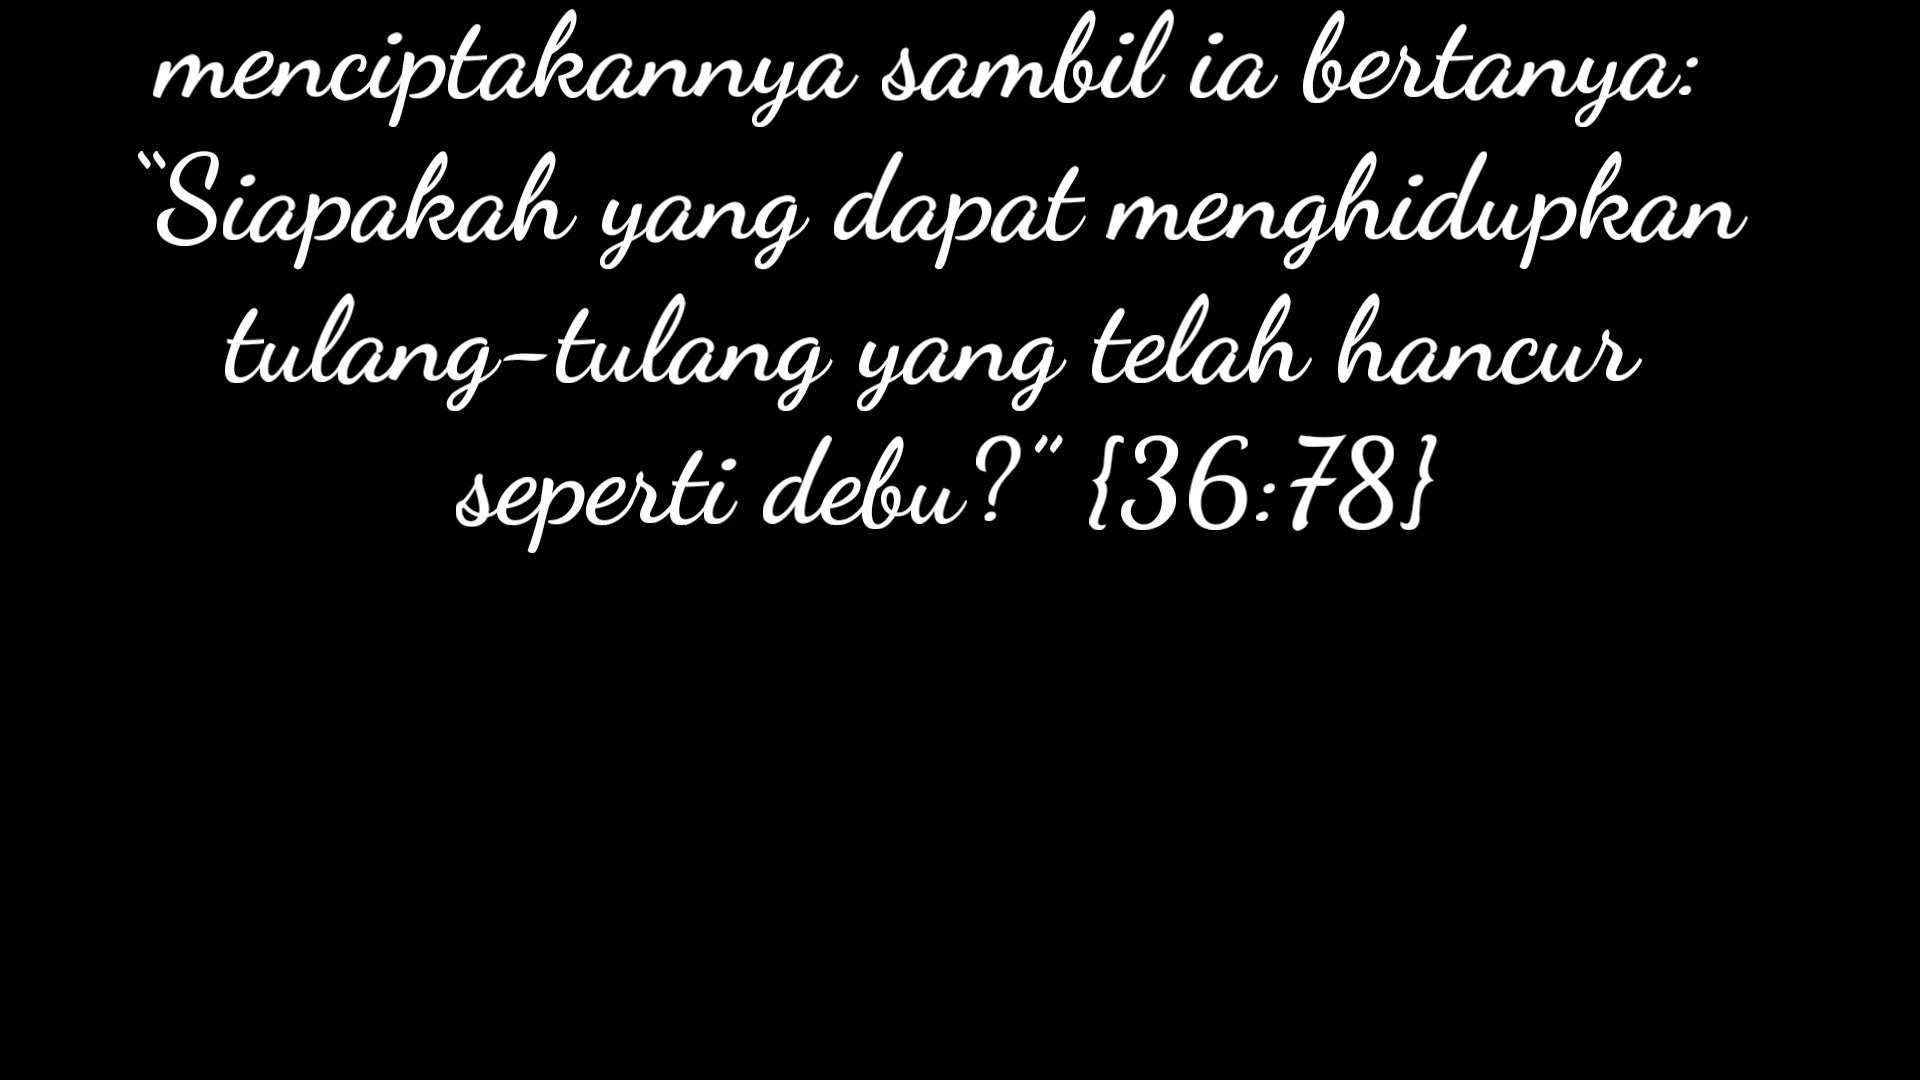 menciptakannya sambil ia bertanya:
“Siapakah yang dapat menghidupkan
tulang-tulang yang telah hancur
seperti debu?” {36:78}